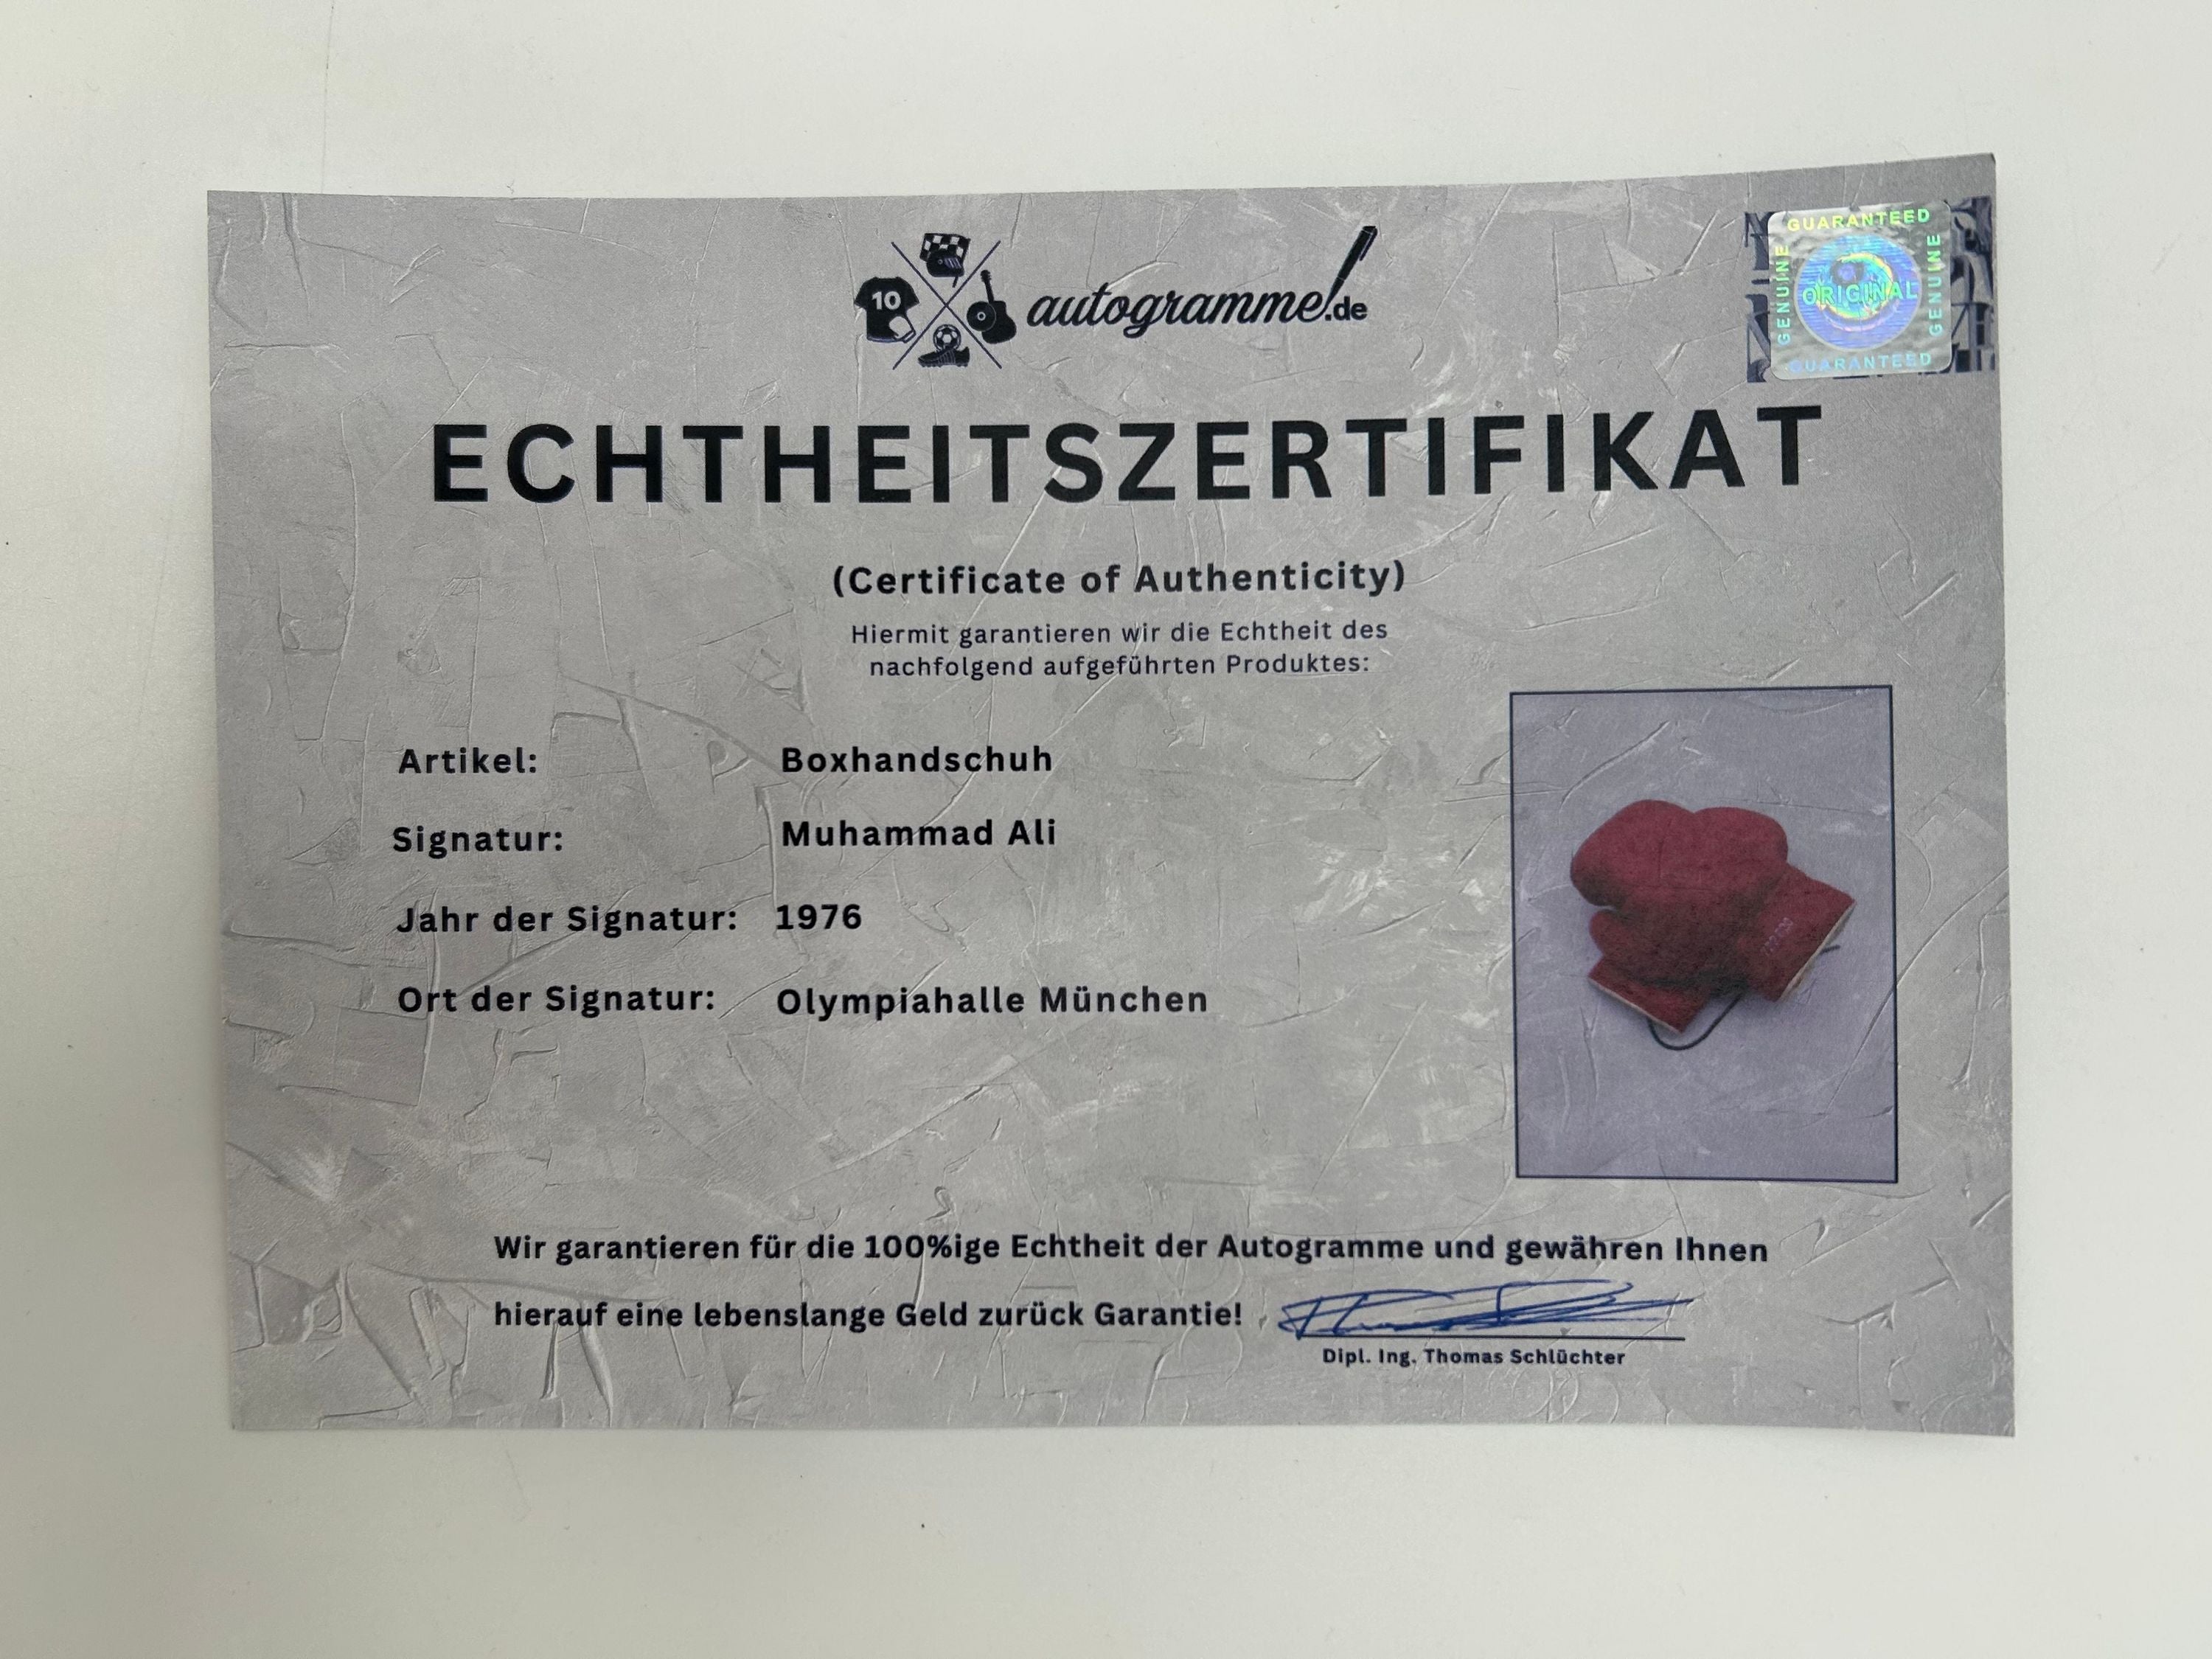 10
autogramme.de
GUARANTEED
GENUINE
ORIGINAL
GENUINE
GUARANTEED
ECHTHEITSZERTIFIKAT
(Certificate of Authenticity)
Hiermit garantieren wir die Echtheit des
nachfolgend aufgeführten Produktes:
Artikel: Boxhandschuh
Signatur: Muhammad Ali
Jahr der Signatur: 1976
Ort der Signatur: Olympiahalle München
Wir garantieren für die 100%ige Echtheit der Autogramme und gewähren Ihnen
hierauf eine lebenslange Geld zurück Garantie!
Dipl. Ing. Thomas Schlüchter